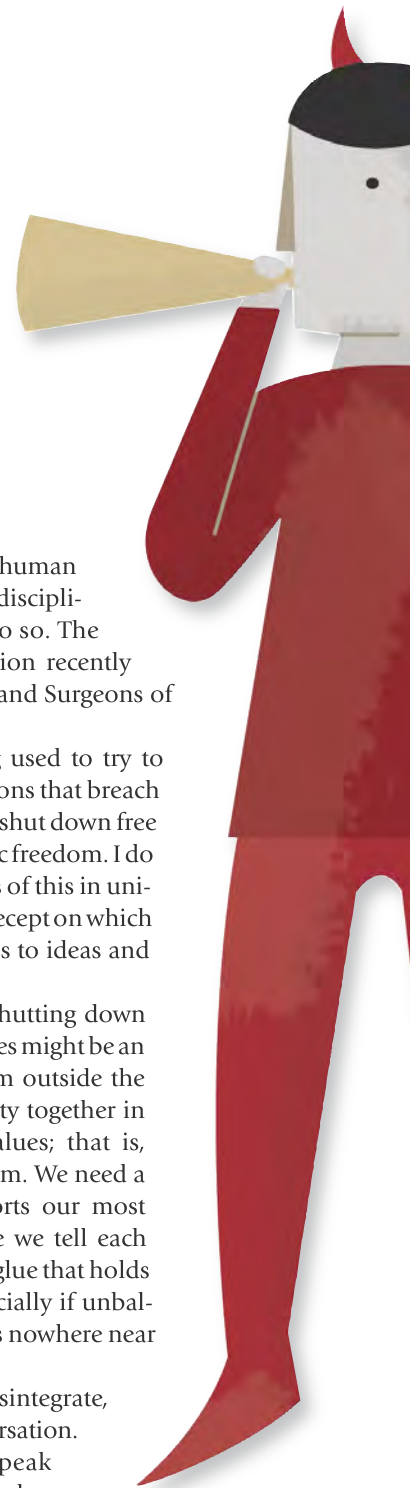 human
discipli-
o so. The
ion recently
and Surgeons of
used to try to
ons that breach
shut down free
c freedom. I do
s of this in uni-
ecept on which
s to ideas and
hutting down
es might be an
m outside the
ty together in
alues; that is,
m. We need a
orts our most
e we tell each
glue that holds
cially if unbal-
s nowhere near
sintegrate,
rsation.
peak